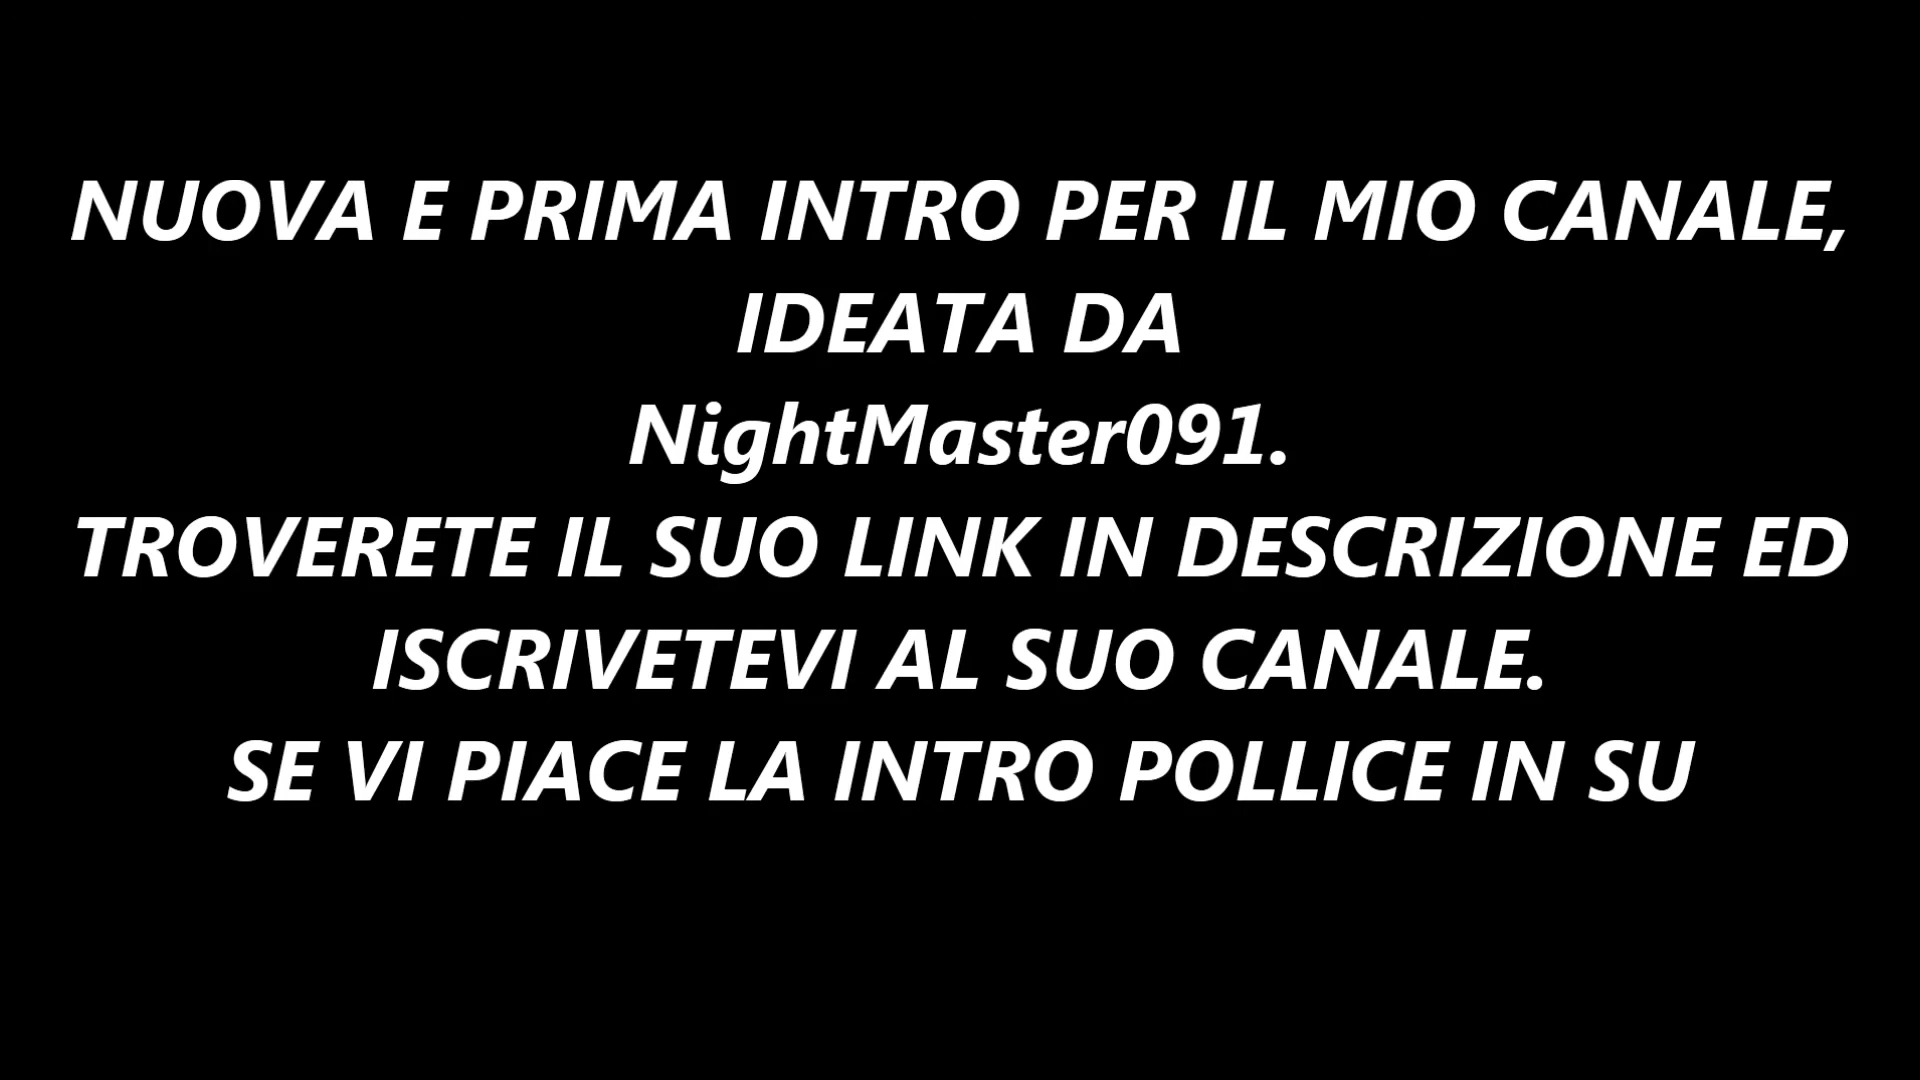 NUOVA E PRIMA INTRO PER IL MIO CANALE,
IDEATA DA
NightMaster091.
TROVERETE IL SUO LINK IN DESCRIZIONE ED
ISCRIVETEVI AL SUO CANALE.
SE VI PIACE LA INTRO POLLICE IN SU